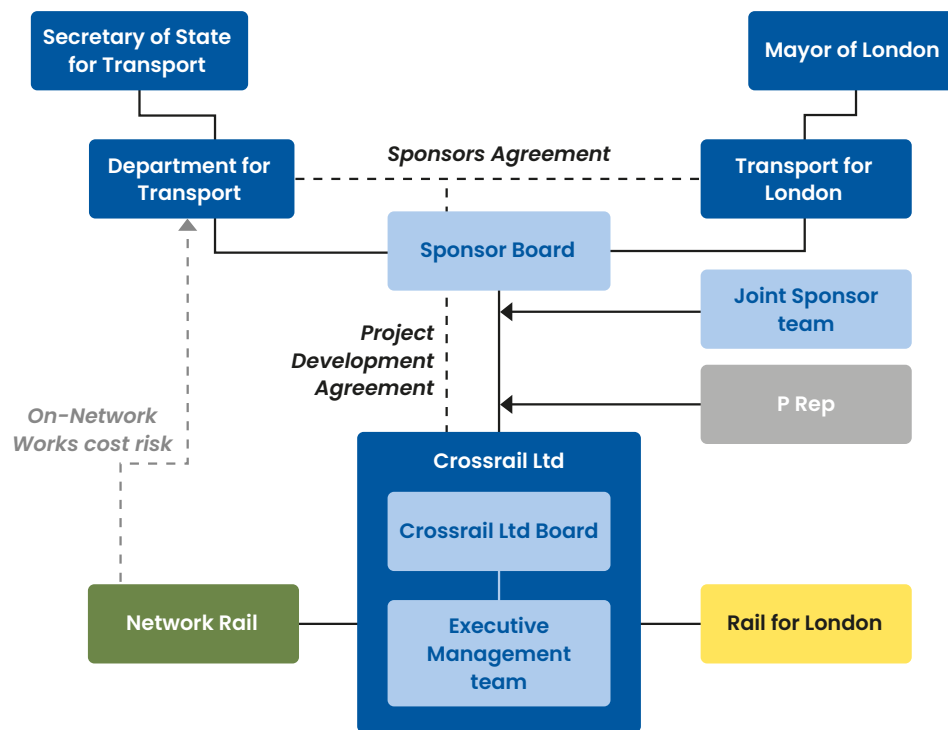 Secretary of State
for Transport
Mayor of London
Sponsors Agreement
Department for
Transport
Transport for
London
Sponsor Board
Joint Sponsor
team
Project
Development
Agreement
P Rep
On-Network
Works cost risk
Crossrail Ltd
Crossrail Ltd Board
Network Rail
Executive
Management
team
Rail for London